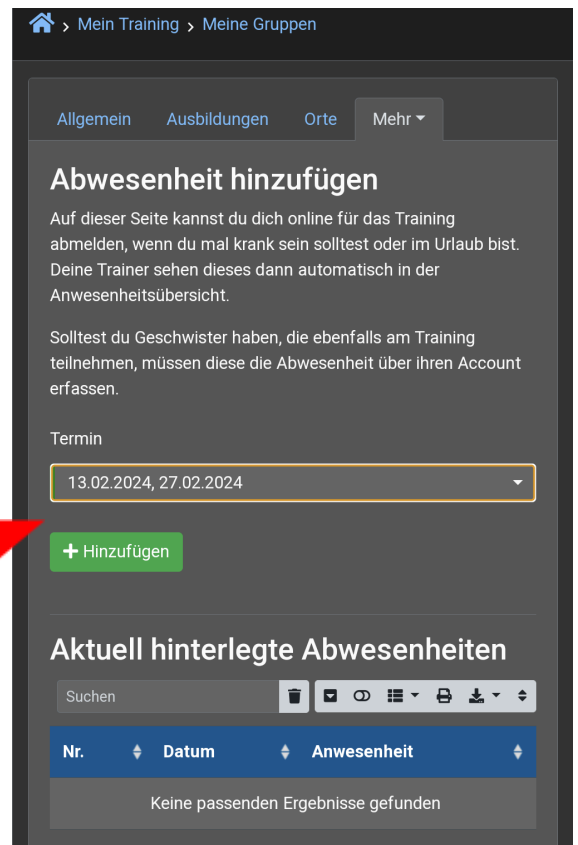 Mein Training > Meine Gruppen
Allgemein Ausbildungen Orte Mehr
Abwesenheit hinzufügen
Auf dieser Seite kannst du dich online für das Training
abmelden, wenn du mal krank sein solltest oder im Urlaub bist.
Deine Trainer sehen dieses dann automatisch in der
Anwesenheitsübersicht.
Solltest du Geschwister haben, die ebenfalls am Training
teilnehmen, müssen diese die Abwesenheit über ihren Account
erfassen.
Termin
13.02.2024, 27.02.2024
+ Hinzufügen
Aktuell hinterlegte Abwesenheiten
Suchen
Nr. Datum Anwesenheit
Keine passenden Ergebnisse gefunden